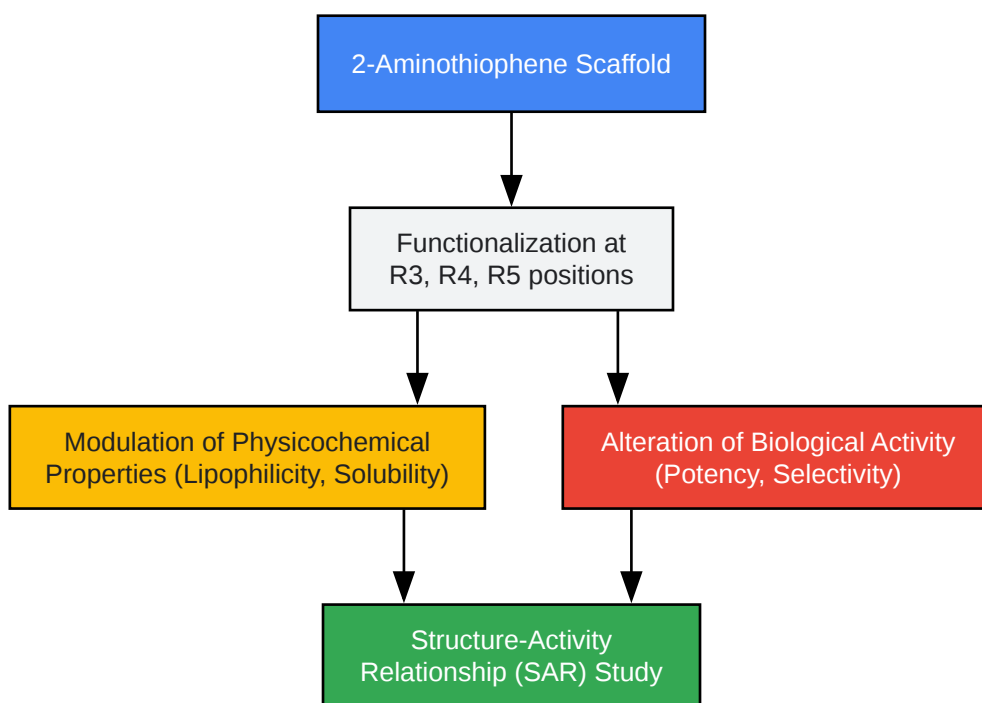 2-Aminothiophene Scaffold
Functionalization at
R3, R4, R5 positions
Modulation of Physicochemical
Properties (Lipophilicity, Solubility)
Alteration of Biological Activity
(Potency, Selectivity)
Structure-Activity
Relationship (SAR) Study